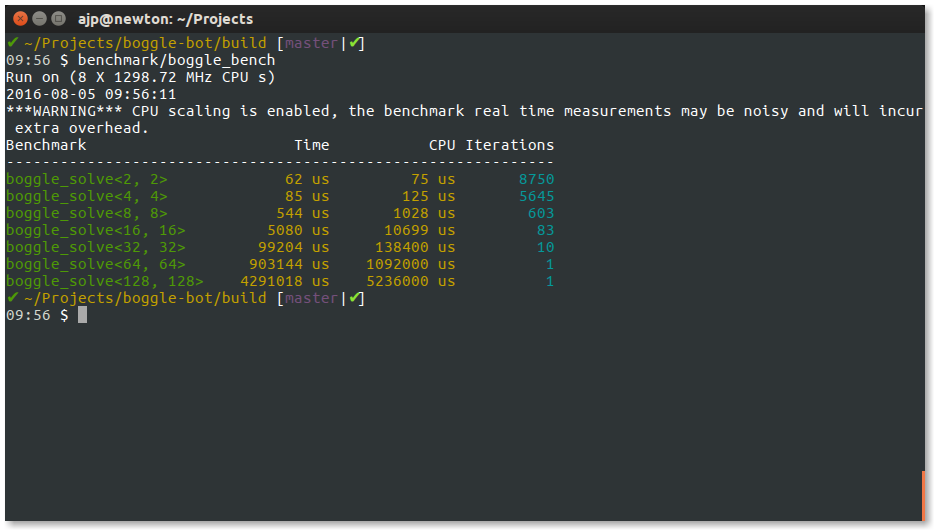 ajp@newton: ~/Projects
✔ ~/Projects/boggle-bot/build [master|✔]
09:56 $ benchmark/boggle_bench
Run on (8 X 1298.72 MHz CPU s)
2016-08-05 09:56:11
***WARNING*** CPU scaling is enabled, the benchmark real time measurements may be noisy and will incur
 extra overhead.
Benchmark                       Time           CPU Iterations
-------------------------------------------------------------
boggle_solve<2, 2>             62 us         75 us       8750
boggle_solve<4, 4>             85 us        125 us       5645
boggle_solve<8, 8>            544 us       1028 us        603
boggle_solve<16, 16>         5080 us      10699 us         83
boggle_solve<32, 32>        99204 us     138400 us         10
boggle_solve<64, 64>       903144 us    1092000 us          1
boggle_solve<128, 128>    4291018 us    5236000 us          1
✔ ~/Projects/boggle-bot/build [master|✔]
09:56 $